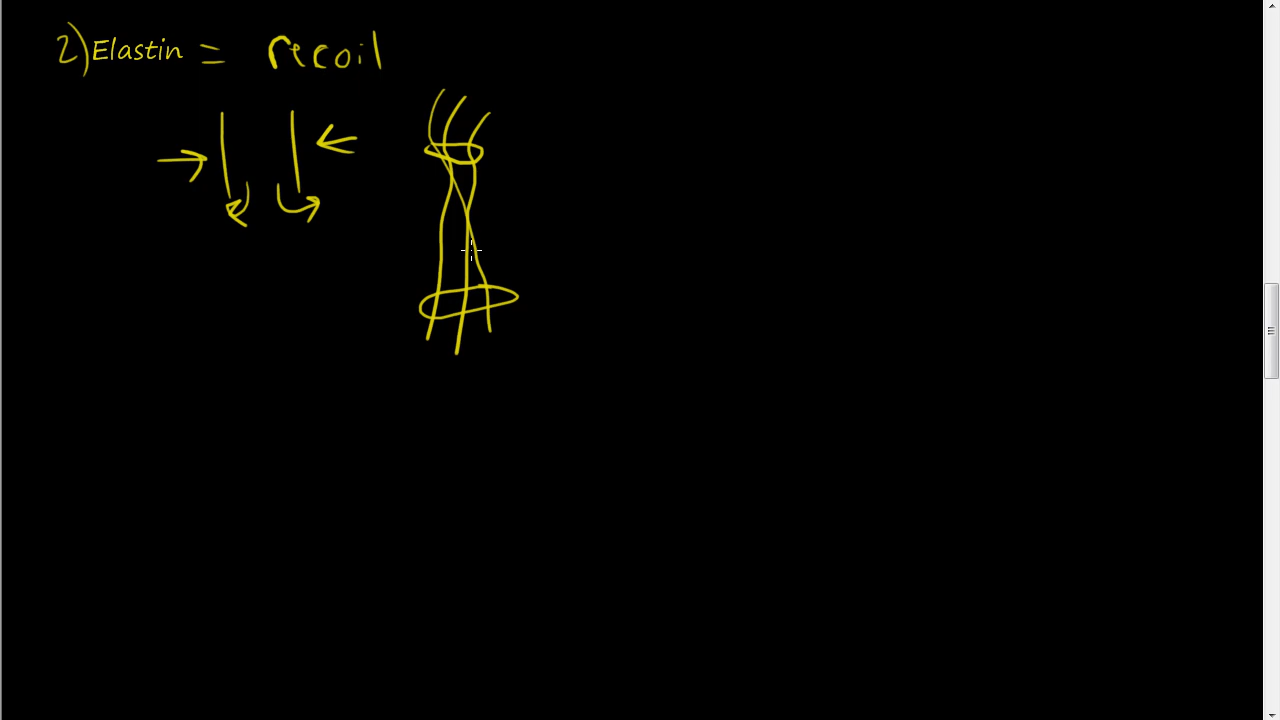 2) Elastin = recoil